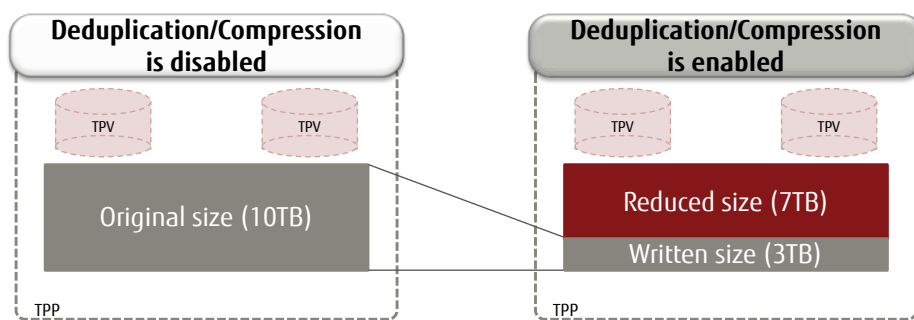 Deduplication/Compression
is disabled
Deduplication/Compression
is enabled
TPV
TPV
TPV
TPV
Original size (10TB)
Reduced size (7TB)
Written size (3TB)
TPP
TPP